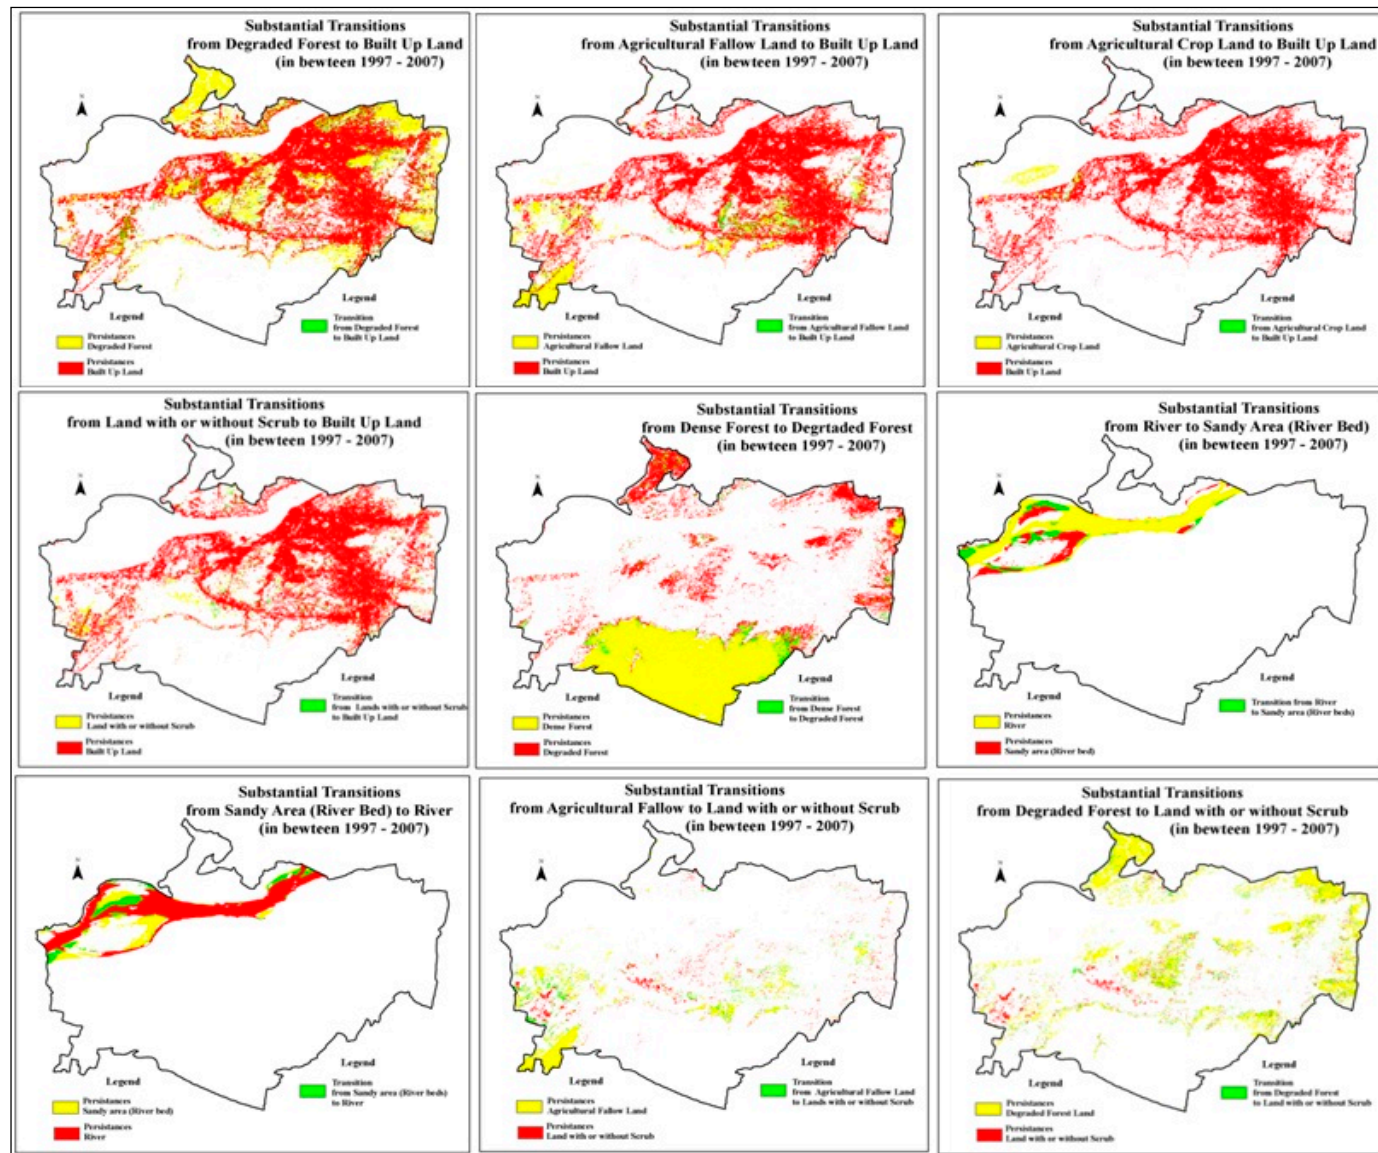 Substantial Transitions
from Degraded Forest to Built Up Land
(in bewteen 1997 - 2007)
N
Legend
Legend
Persistances
Degraded Forest
Persistances
Built Up Land
Transition
from Degraded Forest
to Built Up Land
Substantial Transitions
from Agricultural Fallow Land to Built Up Land
(in bewteen 1997 - 2007)
N
Legend
Legend
Persistances
Agricultural Fallow Land
Persistances
Built Up Land
Transition
from Agricultural Fallow Land
to Built Up Land
Substantial Transitions
from Agricultural Crop Land to Built Up Land
(in bewteen 1997 - 2007)
N
Legend
Legend
Persistances
Agricultural Crop Land
Persistances
Built Up Land
Transition
from Agricultural Crop Land
to Built Up Land
Substantial Transitions
from Land with or without Scrub to Built Up Land
(in bewteen 1997 - 2007)
N
Legend
Legend
Persistances
Land with or without Scrub
Persistances
Built Up Land
Transition
from Lands with or without Scrub
to Built Up Land
Substantial Transitions
from Dense Forest to Degrtaded Forest
(in bewteen 1997 - 2007)
N
Legend
Legend
Persistances
Dense Forest
Persistances
Degraded Forest
Transition
from Dense Forest
to Degraded Forest
Substantial Transitions
from River to Sandy Area (River Bed)
(in bewteen 1997 - 2007)
N
Legend
Legend
Persistances
River
Persistances
Sandy area (River bed)
Transition from River
to Sandy area (River beds)
Substantial Transitions
from Sandy Area (River Bed) to River
(in bewteen 1997 - 2007)
N
Legend
Legend
Persistances
Sandy area (River bed)
Persistances
River
Transition
from Sandy area (River beds)
to River
Substantial Transitions
from Agricultural Fallow to Land with or without Scrub
(in bewteen 1997 - 2007)
N
Legend
Legend
Persistances
Agricultural Fallow Land
Persistances
Land with or without Scrub
Transition
from Agricultural Fallow Land
to Lands with or without Scrub
Substantial Transitions
from Degraded Forest to Land with or without Scrub
(in bewteen 1997 - 2007)
N
Legend
Legend
Persistances
Degraded Forest Land
Persistances
Land with or without Scrub
Transition
from Degraded Forest
to Land with or without Scrub